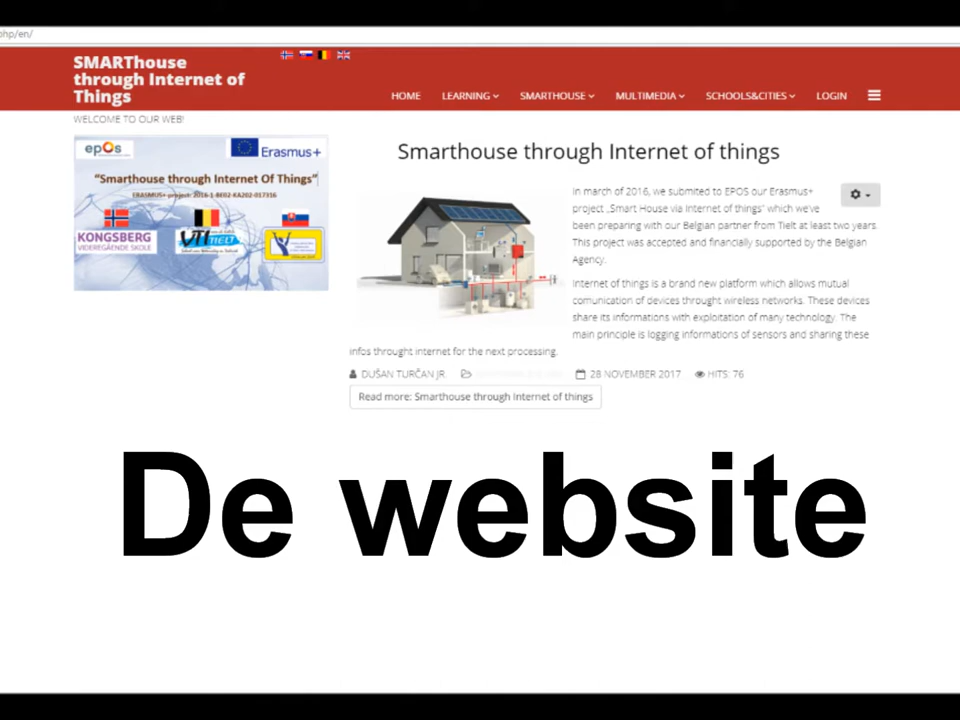 php/en/
SMARThouse
through Internet of
Things
HOME
LEARNING
SMARTHOUSE
MULTIMEDIA
SCHOOLS&CITIES
LOGIN
WELCOME TO OUR WEB!
epos
Erasmus+
“Smarthouse through Internet Of Things”
ERASMUS+ project: 2016-1-BE02-KA202-017316
KONGSBERG
VIDEREGÅENDE SKOLE
VTI
TIELT
Smarthouse through Internet of things
In march of 2016, we submited to EPOS our Erasmus+
project „Smart House via Internet of things“ which we've
been preparing with our Belgian partner from Tielt at least two years.
This project was accepted and financially supported by the Belgian
Agency.
Internet of things is a brand new platform which allows mutual
comunication of devices throught wireless networks. These devices
share its informations with exploitation of many technology. The
main principle is logging informations of sensors and sharing these
infos throught internet for the next processing.
DUŠAN TURČAN JR.
28 NOVEMBER 2017
HITS: 76
Read more: Smarthouse through Internet of things
De website